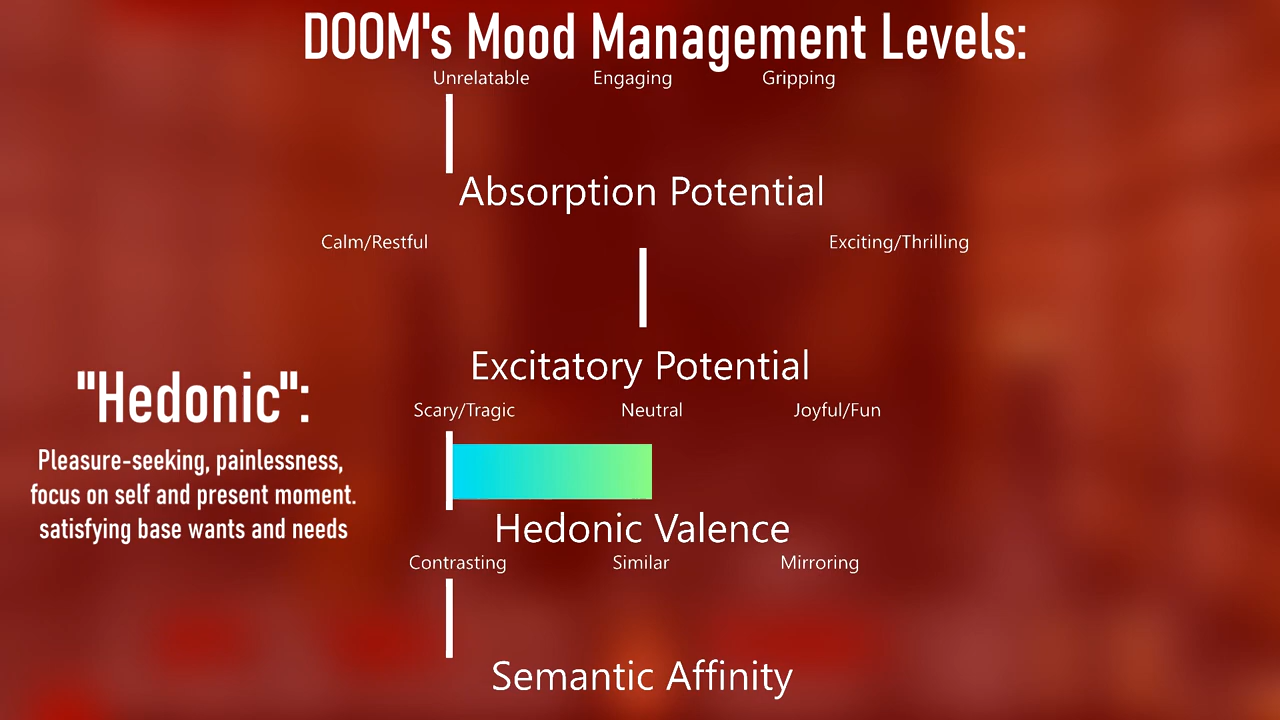 DOOM's Mood Management Levels:
Unrelatable Engaging Gripping
Absorption Potential
Calm/Restful Exciting/Thrilling
Excitatory Potential
"Hedonic":
Pleasure-seeking, painlessness,
focus on self and present moment.
satisfying base wants and needs
Scary/Tragic Neutral Joyful/Fun
Hedonic Valence
Contrasting Similar Mirroring
Semantic Affinity